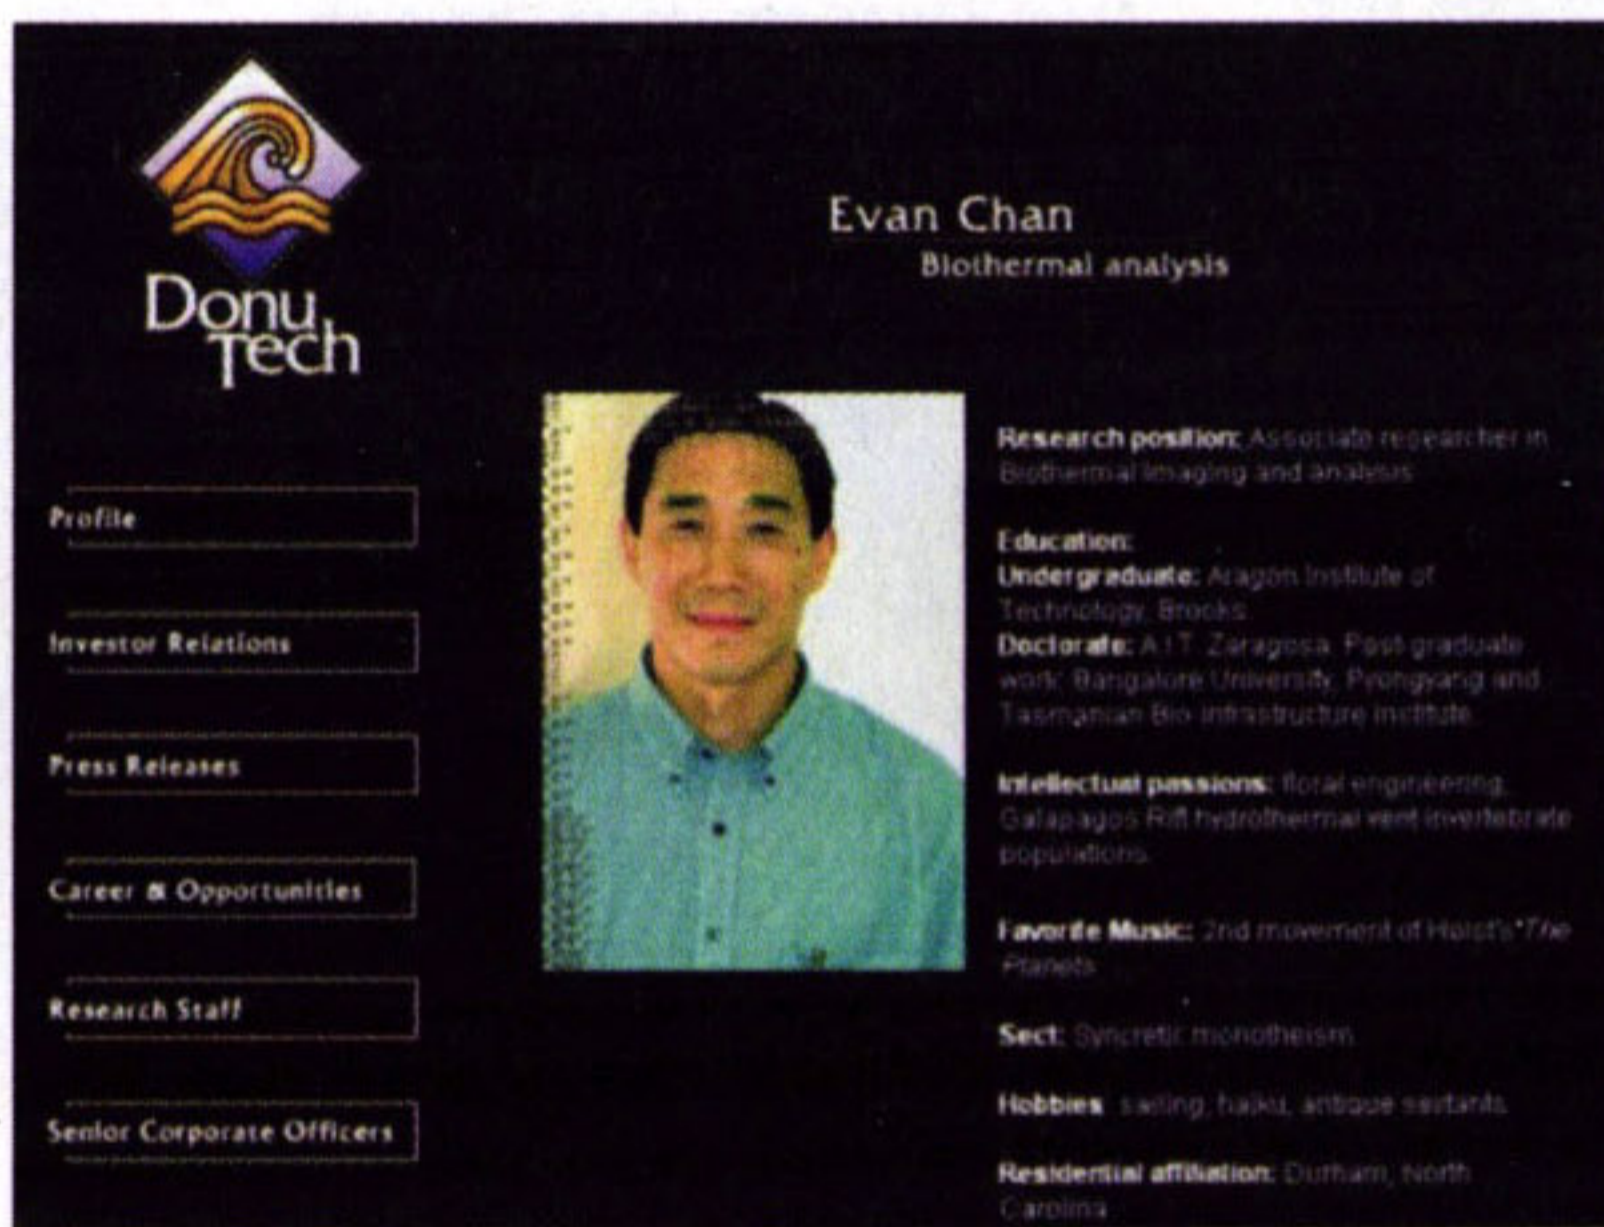 Donu
Tech
Evan Chan
Biothermal analysis
Profile
Investor Relations
Press Releases
Career & Opportunities
Research Staff
Senior Corporate Officers
Research position: Associate researcher in
Biothermal Imaging and analysis
Education:
Undergraduate: Aragon Institute of
Technology, Brooks
Doctorate: A.I.T. Zaragosa. Post-graduate
work: Bangalore University, Pyongyang and
Tasmanian Bio-Infrastructure Institute.
Intellectual passions: floral engineering,
Galapagos Rift hydrothermal vent invertebrate
populations.
Favorite Music: 2nd movement of Holst's "The
Planets
Sect: Syncretic monotheism
Hobbies: sailing, haiku, antique sextants
Residential affiliation: Durham, North
Carolina